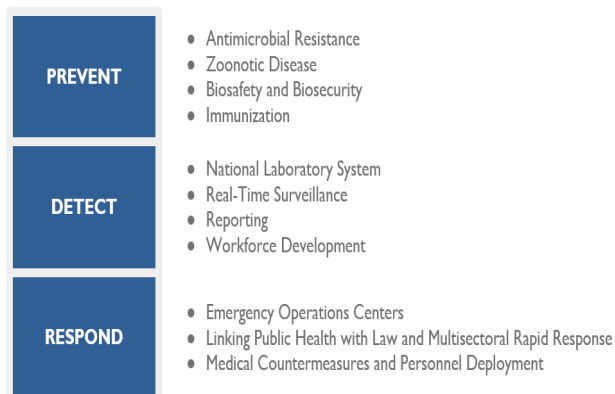 PREVENT
• Antimicrobial Resistance
• Zoonotic Disease
• Biosafety and Biosecurity
• Immunization
DETECT
• National Laboratory System
• Real-Time Surveillance
• Reporting
• Workforce Development
RESPOND
• Emergency Operations Centers
• Linking Public Health with Law and Multisectoral Rapid Response
• Medical Countermeasures and Personnel Deployment